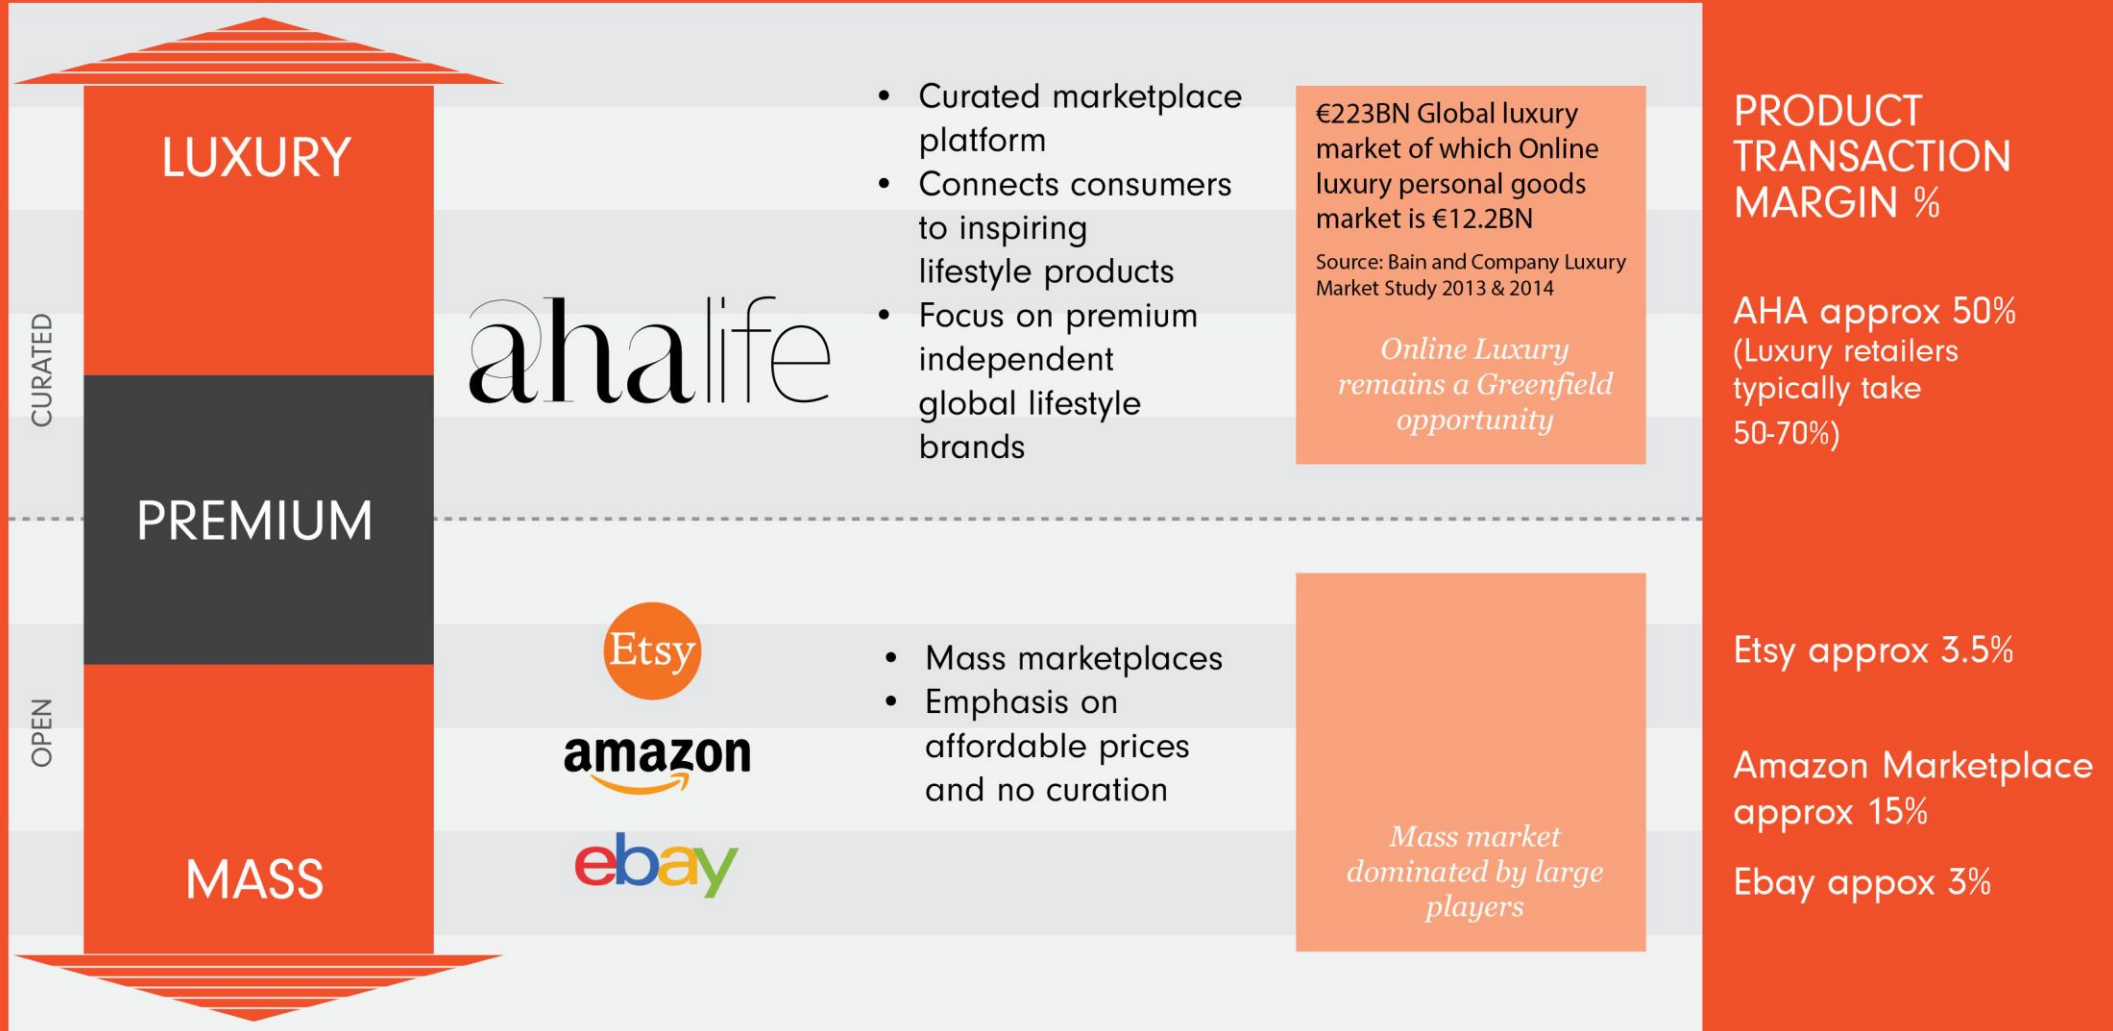 LUXURY
PREMIUM
MASS
CURATED
OPEN
ahalife
• Curated marketplace
platform
• Connects consumers
to inspiring
lifestyle products
• Focus on premium
independent
global lifestyle
brands
€223BN Global luxury
market of which Online
luxury personal goods
market is €12.2BN
Source: Bain and Company Luxury
Market Study 2013 & 2014
Online Luxury
remains a Greenfield
opportunity
PRODUCT
TRANSACTION
MARGIN %
AHA approx 50%
(Luxury retailers
typically take
50-70%)
Etsy
amazon
ebay
• Mass marketplaces
• Emphasis on
affordable prices
and no curation
Mass market
dominated by large
players
Etsy approx 3.5%
Amazon Marketplace
approx 15%
Ebay appox 3%